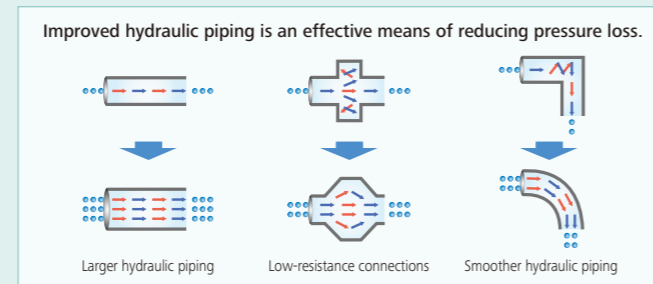 Improved hydraulic piping is an effective means of reducing pressure loss.
Larger hydraulic piping
Low-resistance connections
Smoother hydraulic piping